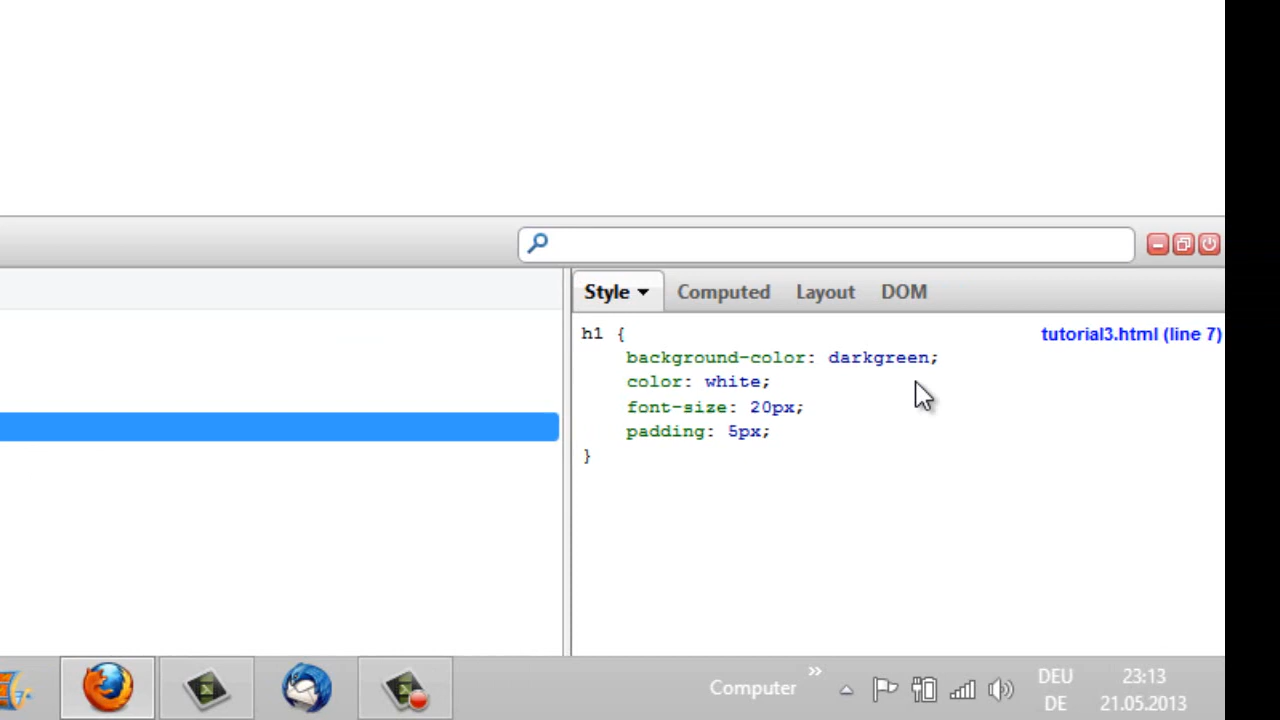 Style Computed Layout DOM
h1 { tutorial3.html (line 7)
background-color: darkgreen;
color: white;
font-size: 20px;
padding: 5px;
}
Computer » DEU 23:13
DE 21.05.2013